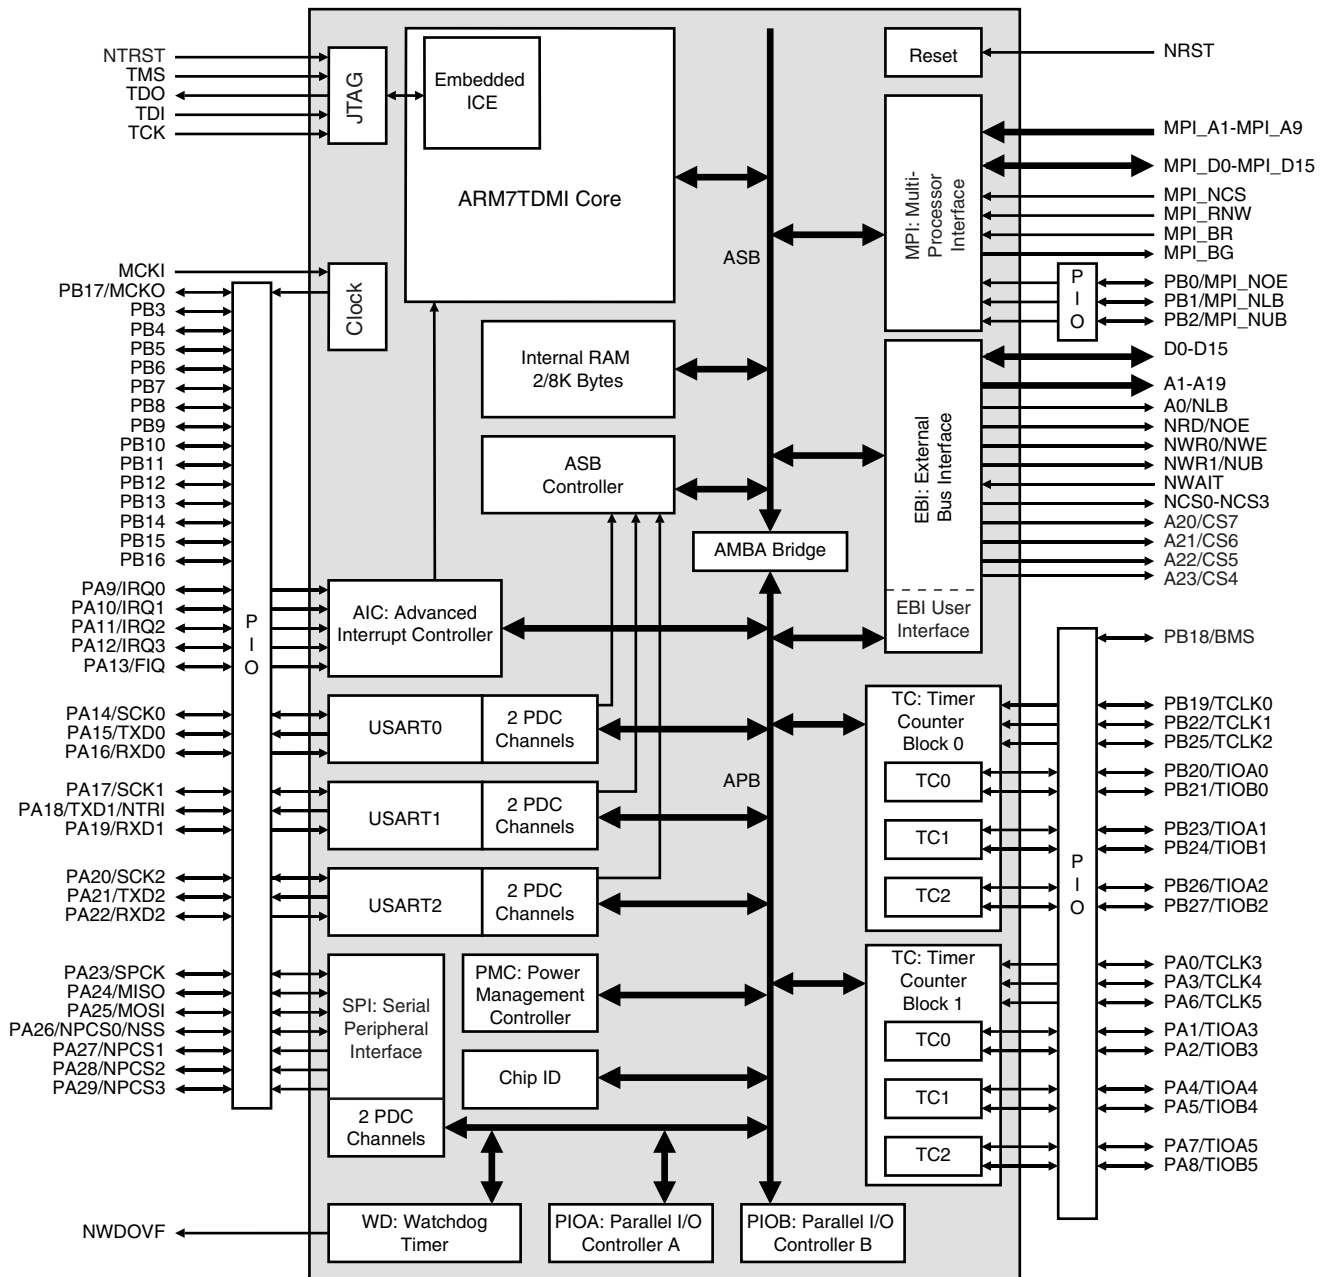 NTRST
TMS
TDO
TDI
TCK
JTAG
Embedded
ICE
ARM7TDMI Core
Reset
NRST
MPI: Multi-
Processor
Interface
MPI_A1-MPI_A9
MPI_D0-MPI_D15
MPI_NCS
MPI_RNW
MPI_BR
MPI_BG
P
I
O
PB0/MPI_NOE
PB1/MPI_NLB
PB2/MPI_NUB
ASB
MCKI
PB17/MCKO
Clock
PB3
PB4
PB5
PB6
PB7
PB8
PB9
PB10
PB11
PB12
PB13
PB14
PB15
PB16
Internal RAM
2/8K Bytes
ASB
Controller
AMBA Bridge
EBI: External
Bus Interface
EBI User
Interface
D0-D15
A1-A19
A0/NLB
NRD/NOE
NWR0/NWE
NWR1/NUB
NWAIT
NCS0-NCS3
A20/CS7
A21/CS6
A22/CS5
A23/CS4
PA9/IRQ0
PA10/IRQ1
PA11/IRQ2
PA12/IRQ3
PA13/FIQ
P
I
O
AIC: Advanced
Interrupt Controller
PB18/BMS
PA14/SCK0
PA15/TXD0
PA16/RXD0
USART0
2 PDC
Channels
PA17/SCK1
PA18/TXD1/NTRI
PA19/RXD1
USART1
2 PDC
Channels
APB
PA20/SCK2
PA21/TXD2
PA22/RXD2
USART2
2 PDC
Channels
TC: Timer
Counter
Block 0
TC0
TC1
TC2
P
I
O
PB19/TCLK0
PB22/TCLK1
PB25/TCLK2
PB20/TIOA0
PB21/TIOB0
PB23/TIOA1
PB24/TIOB1
PB26/TIOA2
PB27/TIOB2
PA23/SPCK
PA24/MISO
PA25/MOSI
PA26/NPCS0/NSS
PA27/NPCS1
PA28/NPCS2
PA29/NPCS3
SPI: Serial
Peripheral
Interface
2 PDC
Channels
PMC: Power
Management
Controller
Chip ID
TC: Timer
Counter
Block 1
TC0
TC1
TC2
PA0/TCLK3
PA3/TCLK4
PA6/TCLK5
PA1/TIOA3
PA2/TIOB3
PA4/TIOA4
PA5/TIOB4
PA7/TIOA5
PA8/TIOB5
NWDOVF
WD: Watchdog
Timer
PIOA: Parallel I/O
Controller A
PIOB: Parallel I/O
Controller B